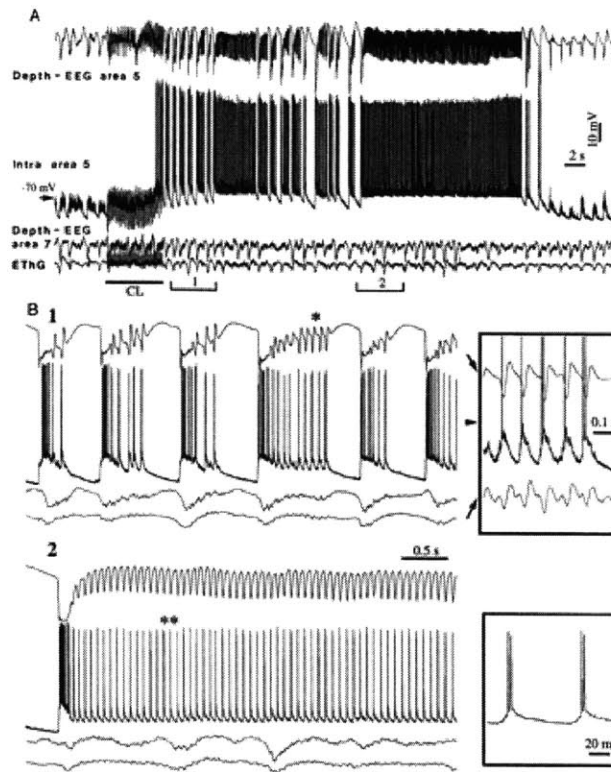 A
Depth - EEG area 5
10 mV
2 s
Intra area 5
-70 mV
Depth - EEG
area 7
EThG
CL
1
2
B
1
*
0.1
0.5 s
2
**
20 m